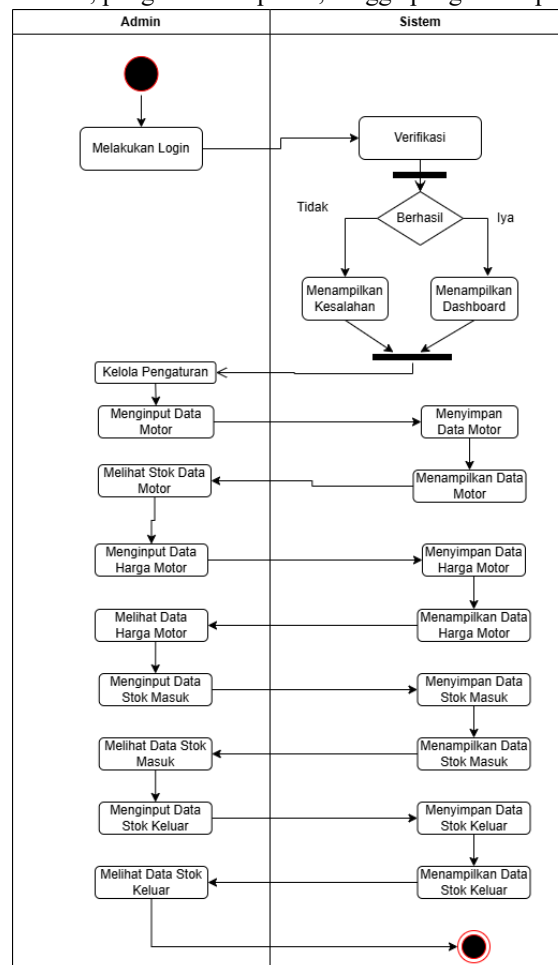 Admin
Sistem
Melakukan Login
Verifikasi
Tidak
Berhasil
Iya
Menampilkan
Kesalahan
Menampilkan
Dashboard
Kelola Pengaturan
Menginput Data
Motor
Menyimpan
Data Motor
Melihat Stok Data
Motor
Menampilkan Data
Motor
Menginput Data
Harga Motor
Menyimpan Data
Harga Motor
Melihat Data
Harga Motor
Menampilkan Data
Harga Motor
Menginput Data
Stok Masuk
Menyimpan Data
Stok Masuk
Melihat Data Stok
Masuk
Menampilkan Data
Stok Masuk
Menginput Data
Stok Keluar
Menyimpan Data
Stok Keluar
Melihat Data Stok
Keluar
Menampilkan Data
Stok Keluar